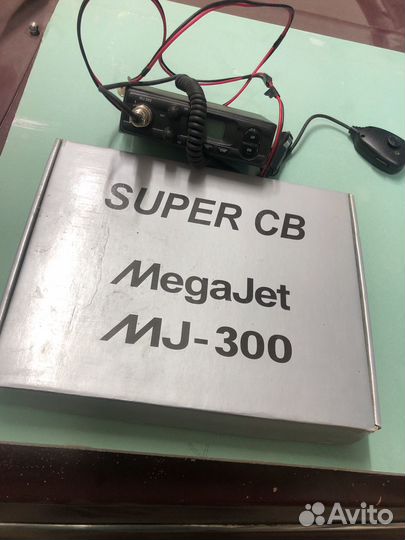 SUPER CB
MegaJet
MJ-300
Avito